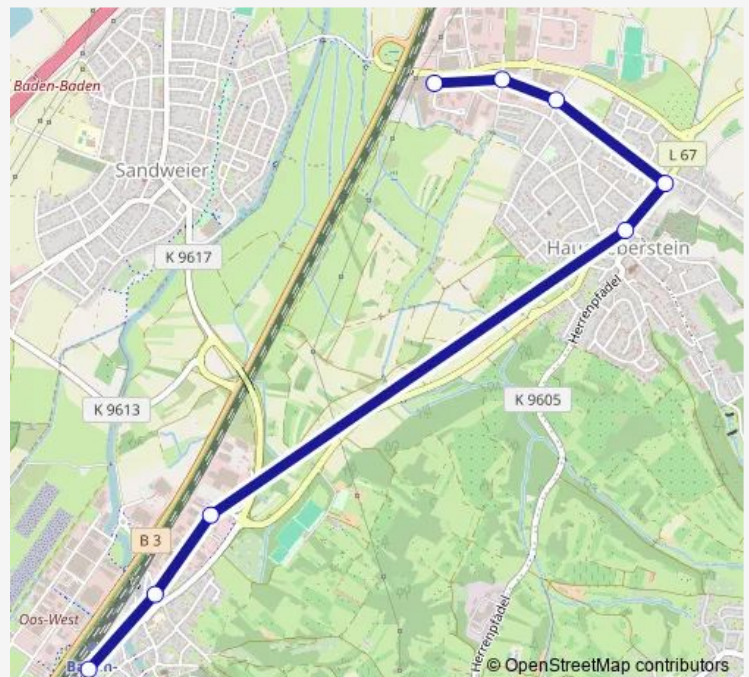 Baden-Baden
L 67
Sandweier
K 9617
Herrenpfädel
K 9613
K 9605
B 3
Oos-West
Herrenpfädel
© OpenStreetMap contributors